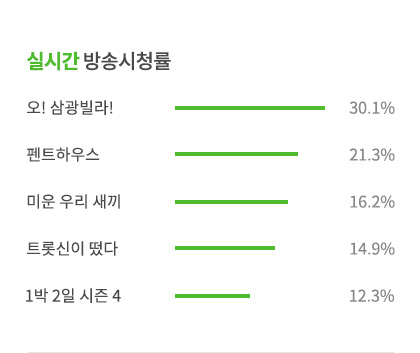 실시간 방송시청률
오! 삼광빌라! 30.1%
펜트하우스 21.3%
미운 우리 새끼 16.2%
트롯신이 떴다 14.9%
1박 2일 시즌 4 12.3%